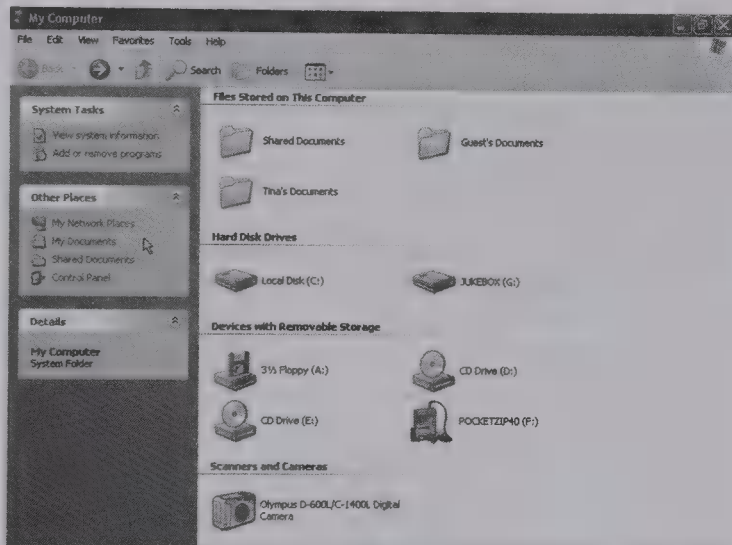 My Computer
File Edit View Favorites Tools Help
Back Search Folders
System Tasks
View system information
Add or remove programs
Other Places
My Network Places
My Documents
Shared Documents
Control Panel
Details
My Computer
System Folder
Files Stored on This Computer
Shared Documents Guest's Documents
Tina's Documents
Hard Disk Drives
Local Disk (C:) JUKEBOX (G:)
Devices with Removable Storage
3½ Floppy (A:) CD Drive (D:)
CD Drive (E:) POCKETZIP40 (F:)
Scanners and Cameras
Olympus D-600L/C-1400L Digital
Camera